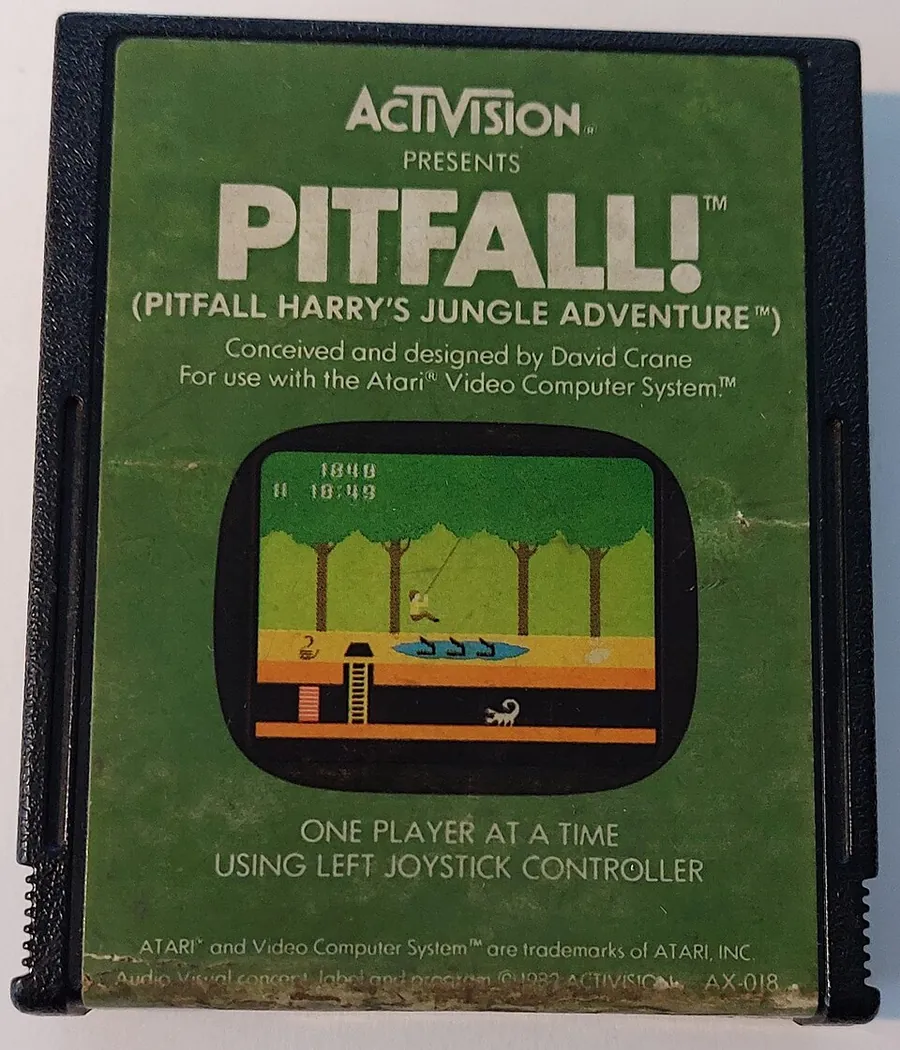 ACTIVISION®
PRESENTS
PITFALL!™
(PITFALL HARRY'S JUNGLE ADVENTURE™)
Conceived and designed by David Crane
For use with the Atari® Video Computer System.™
1840
18:49
ONE PLAYER AT A TIME
USING LEFT JOYSTICK CONTROLLER
ATARI® and Video Computer System™ are trademarks of ATARI, INC.
Audio Visual concept, label and program ©1982 ACTIVISION, AX-018